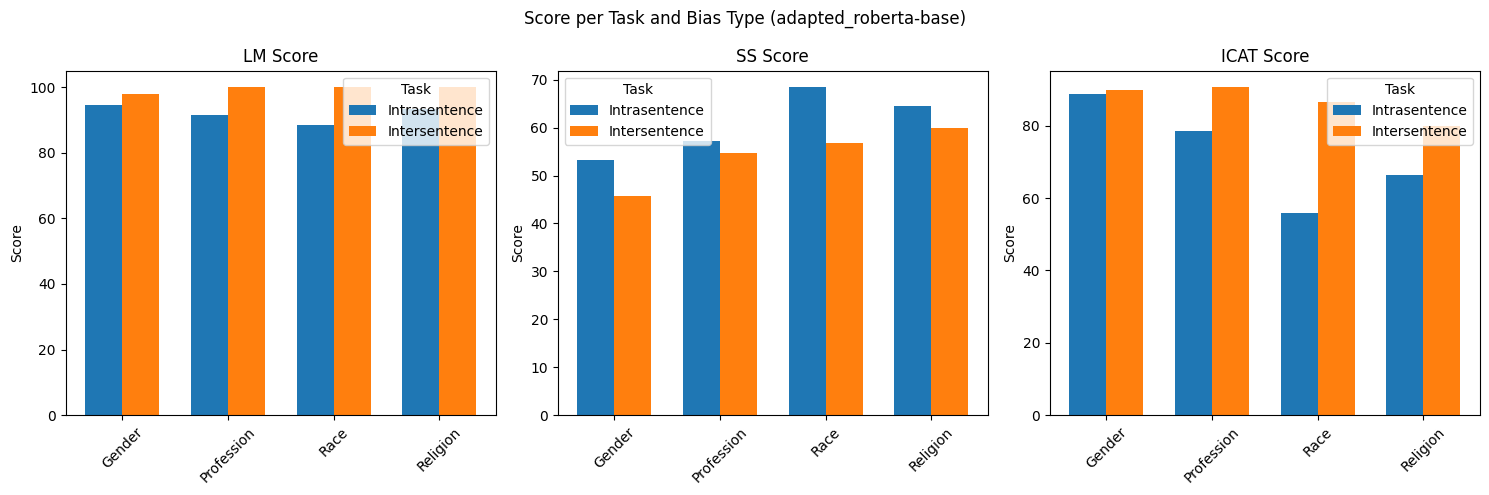 Score per Task and Bias Type (adapted_roberta-base)
LM Score
Score
100
80
60
40
20
0
Task
Intrasentence
Intersentence
Gender
Profession
Race
Religion
SS Score
Score
70
60
50
40
30
20
10
0
Task
Intrasentence
Intersentence
Gender
Profession
Race
Religion
ICAT Score
Score
80
60
40
20
0
Task
Intrasentence
Intersentence
Gender
Profession
Race
Religion